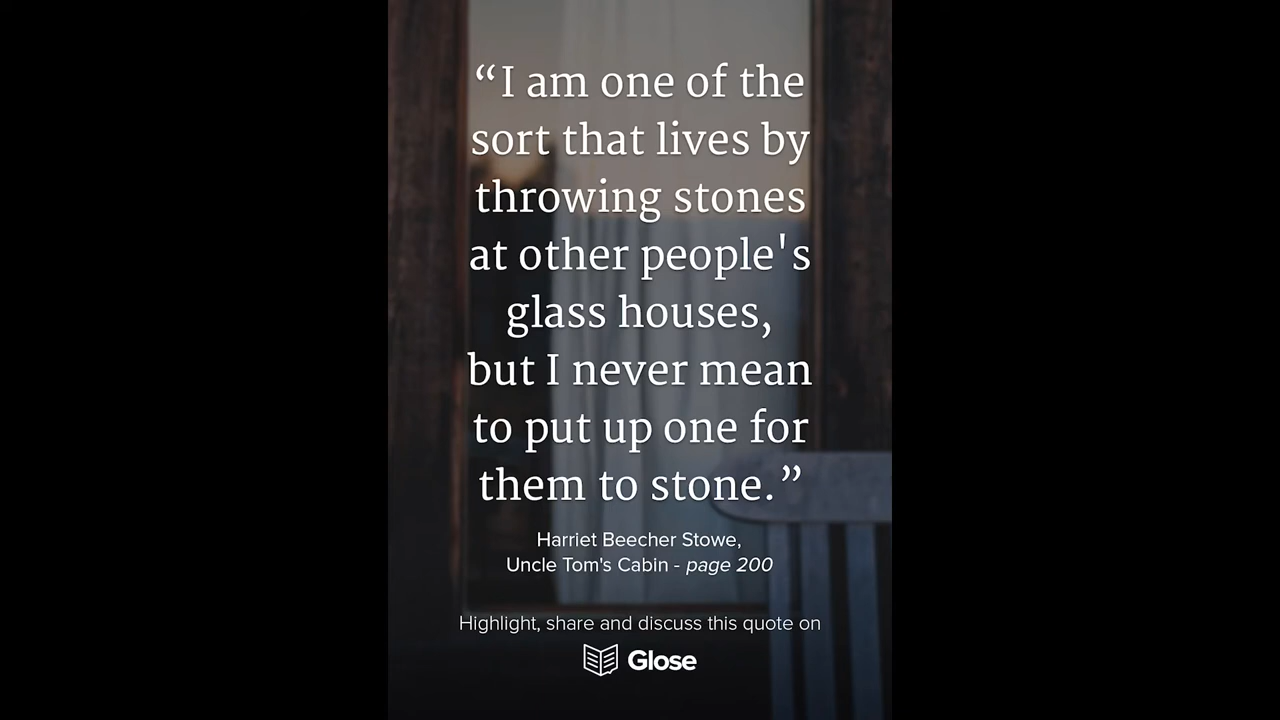 “I am one of the
sort that lives by
throwing stones
at other people's
glass houses,
but I never mean
to put up one for
them to stone.”
Harriet Beecher Stowe,
Uncle Tom's Cabin - page 200
Highlight, share and discuss this quote on
Glose